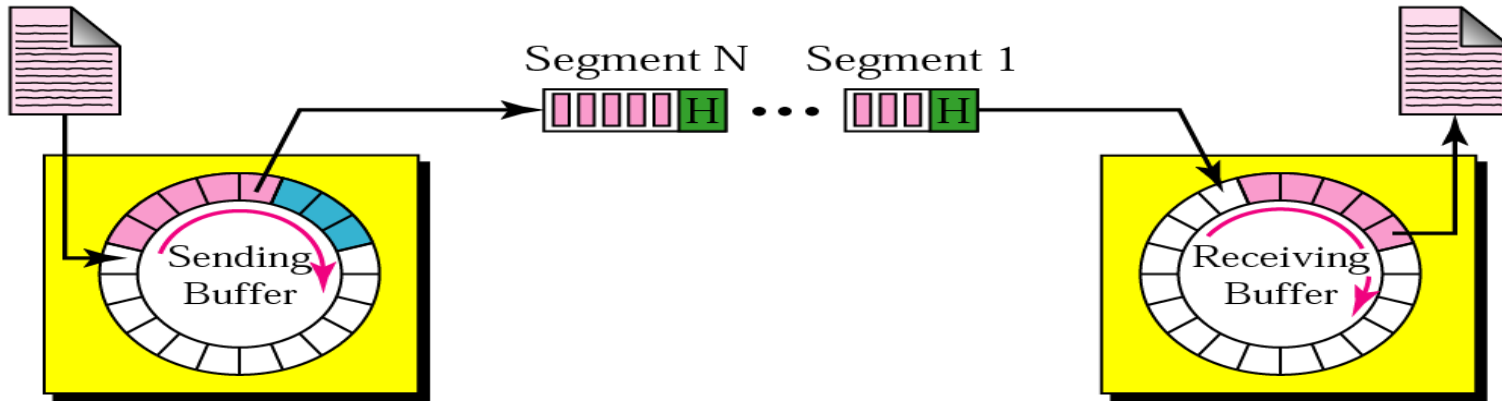 Segment N
Segment 1
H
H
Sending
Buffer
Receiving
Buffer